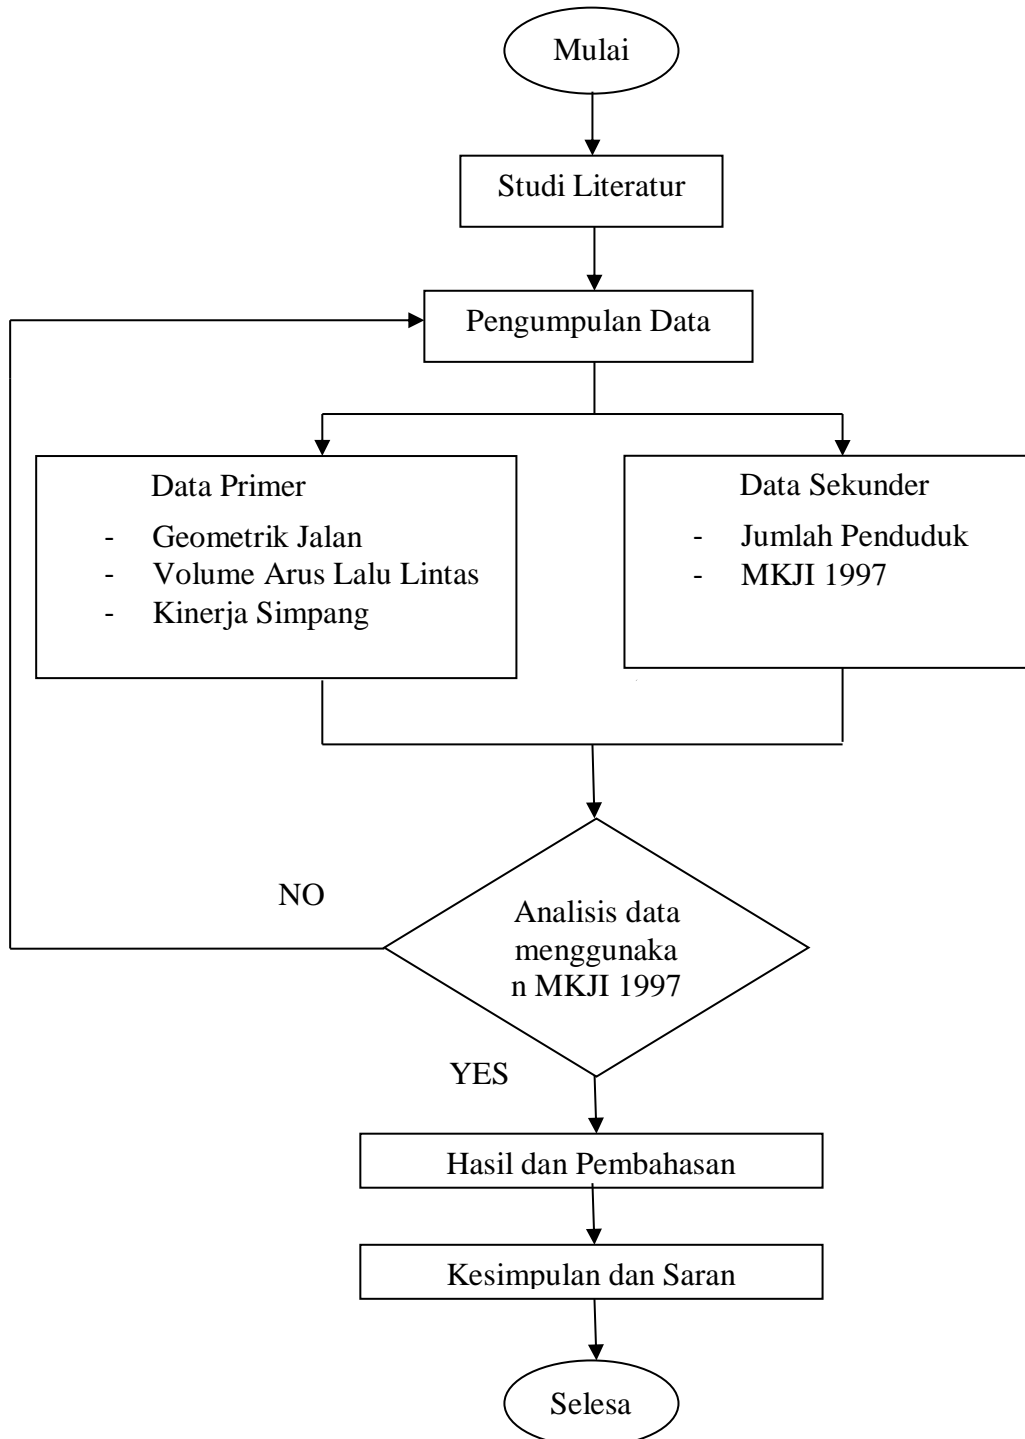 Mulai
Studi Literatur
Pengumpulan Data
Data Primer
- Geometrik Jalan
- Volume Arus Lalu Lintas
- Kinerja Simpang
Data Sekunder
- Jumlah Penduduk
- MKJI 1997
NO
Analisis data
menggunaka
n MKJI 1997
YES
Hasil dan Pembahasan
Kesimpulan dan Saran
Selesa